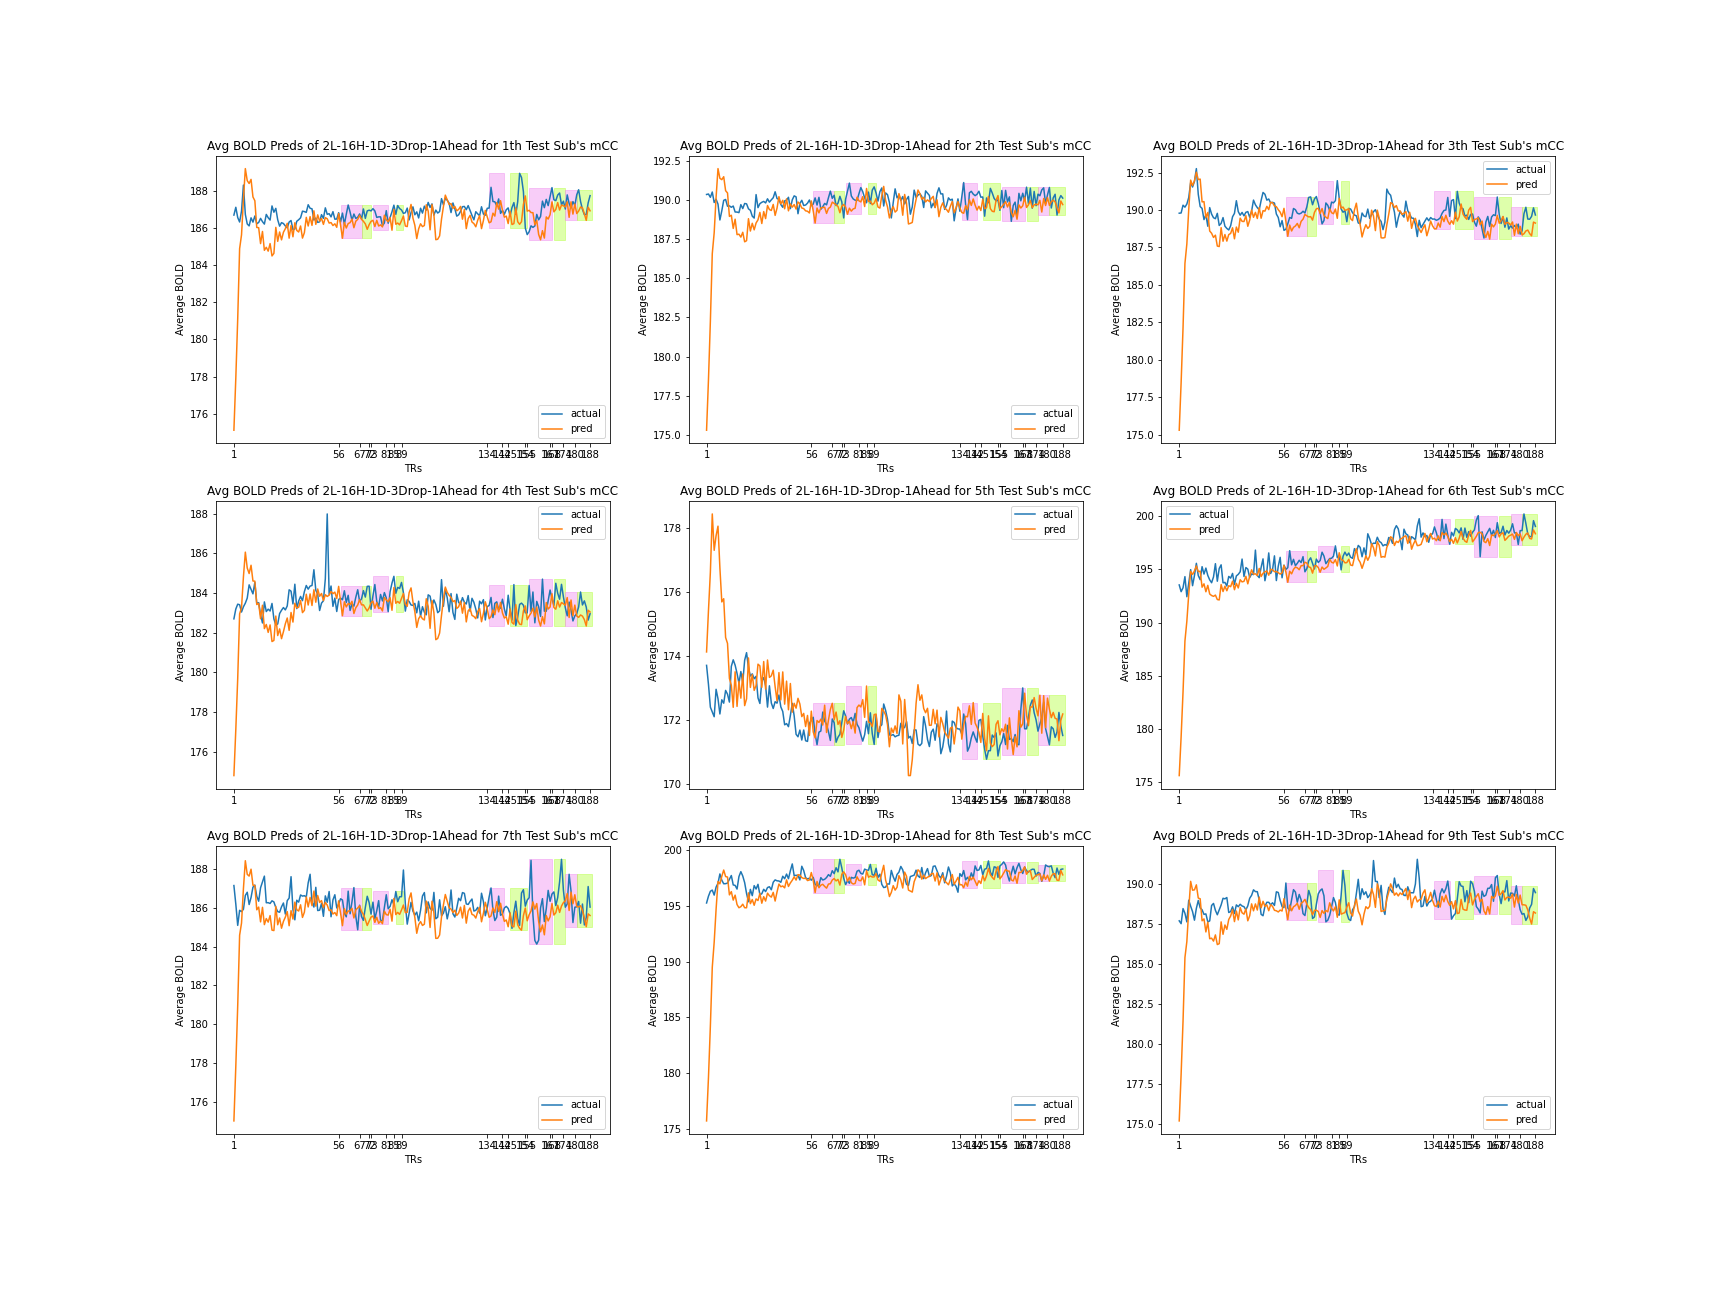 Avg BOLD Preds of 2L-16H-1D-3Drop-1Ahead for 1th Test Sub's mCC
Average BOLD
188
186
184
182
180
178
176
actual
pred
1 56 134 188
TRs
Avg BOLD Preds of 2L-16H-1D-3Drop-1Ahead for 2th Test Sub's mCC
Average BOLD
192.5
190.0
187.5
185.0
182.5
180.0
177.5
175.0
actual
pred
1 56 134 188
TRs
Avg BOLD Preds of 2L-16H-1D-3Drop-1Ahead for 3th Test Sub's mCC
Average BOLD
192.5
190.0
187.5
185.0
182.5
180.0
177.5
175.0
actual
pred
1 56 134 188
TRs
Avg BOLD Preds of 2L-16H-1D-3Drop-1Ahead for 4th Test Sub's mCC
Average BOLD
188
186
184
182
180
178
176
actual
pred
1 56 134 188
TRs
Avg BOLD Preds of 2L-16H-1D-3Drop-1Ahead for 5th Test Sub's mCC
Average BOLD
178
176
174
172
170
actual
pred
1 56 134 188
TRs
Avg BOLD Preds of 2L-16H-1D-3Drop-1Ahead for 6th Test Sub's mCC
Average BOLD
200
195
190
185
180
175
actual
pred
1 56 134 188
TRs
Avg BOLD Preds of 2L-16H-1D-3Drop-1Ahead for 7th Test Sub's mCC
Average BOLD
188
186
184
182
180
178
176
actual
pred
1 56 134 188
TRs
Avg BOLD Preds of 2L-16H-1D-3Drop-1Ahead for 8th Test Sub's mCC
Average BOLD
200
195
190
185
180
175
actual
pred
1 56 134 188
TRs
Avg BOLD Preds of 2L-16H-1D-3Drop-1Ahead for 9th Test Sub's mCC
Average BOLD
190.0
187.5
185.0
182.5
180.0
177.5
175.0
actual
pred
1 56 134 188
TRs